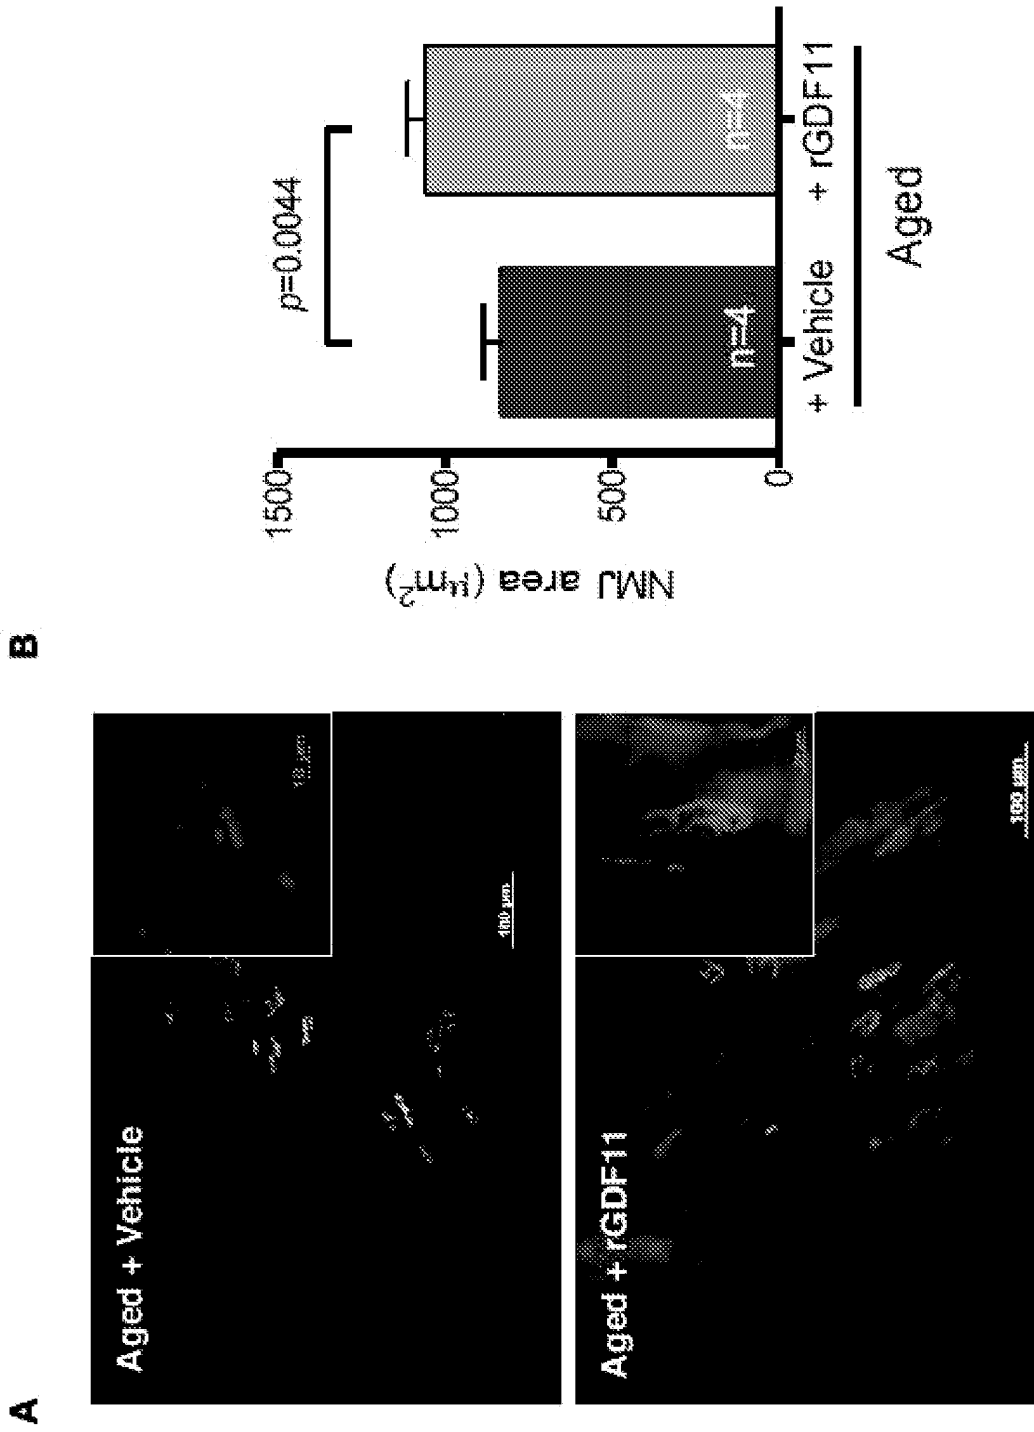 A
Aged + Vehicle
10 µm
100 µm
Aged + rGDF11
100 µm
B
p=0.0044
NMJ area (µm²)
1500
1000
500
0
n=4
n=4
+ Vehicle
+ rGDF11
Aged